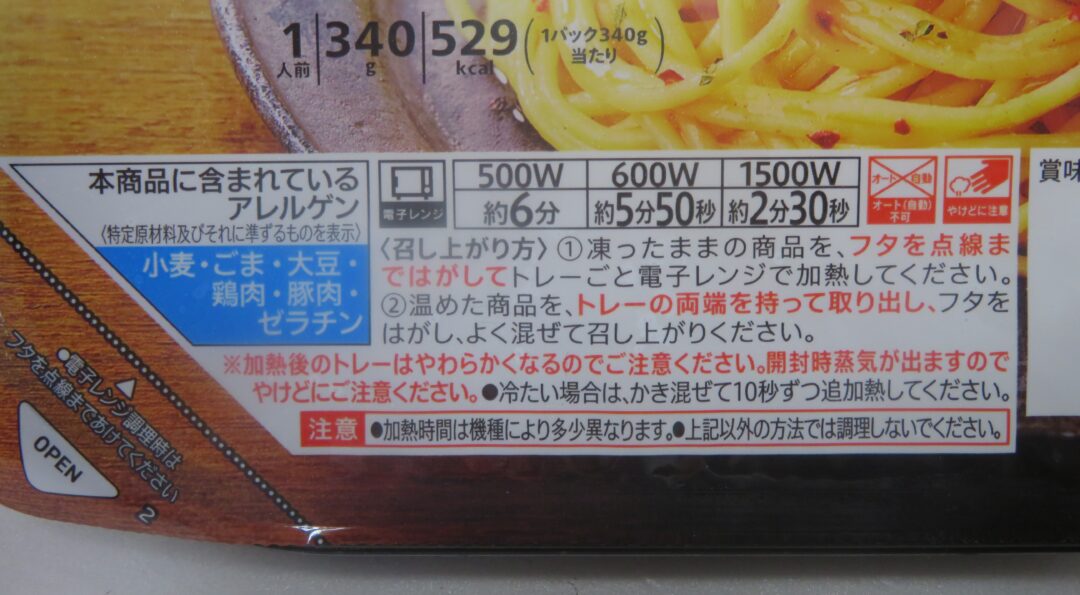 1人前 340g 529kcal (1パック340g当たり)
本商品に含まれている
アレルゲン
〈特定原材料及びそれに準ずるものを表示〉
小麦・ごま・大豆・
鶏肉・豚肉・
ゼラチン
電子レンジ
500W 600W 1500W
約6分 約5分50秒 約2分30秒
オート 自動
オート(自動)
不可
やけどに注意
〈召し上がり方〉①凍ったままの商品を、フタを点線ま
ではがしてトレーごと電子レンジで加熱してください。
②温めた商品を、トレーの両端を持って取り出し、フタを
はがし、よく混ぜて召し上がりください。
※加熱後のトレーはやわらかくなるのでご注意ください。開封時蒸気が出ますので
やけどにご注意ください。●冷たい場合は、かき混ぜて10秒ずつ追加熱してください。
注意 ●加熱時間は機種により多少異なります。●上記以外の方法では調理しないでください。
賞味
●電子レンジ調理時は
フタを点線まであけてください
OPEN
2